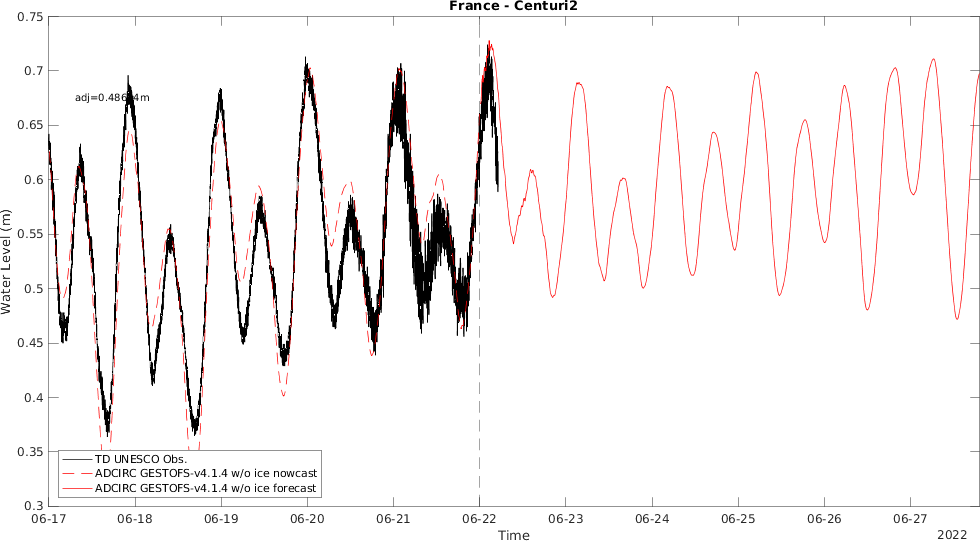 France - Centuri2
0.75
0.7
0.65
0.6
0.55
0.5
0.45
0.4
0.35
0.3
Water Level (m)
TD UNESCO Obs.
ADCIRC GESTOFS-v4.1.4 w/o ice nowcast
ADCIRC GESTOFS-v4.1.4 w/o ice forecast
06-17 06-18 06-19 06-20 06-21 06-22 06-23 06-24 06-25 06-26 06-27
Time
2022